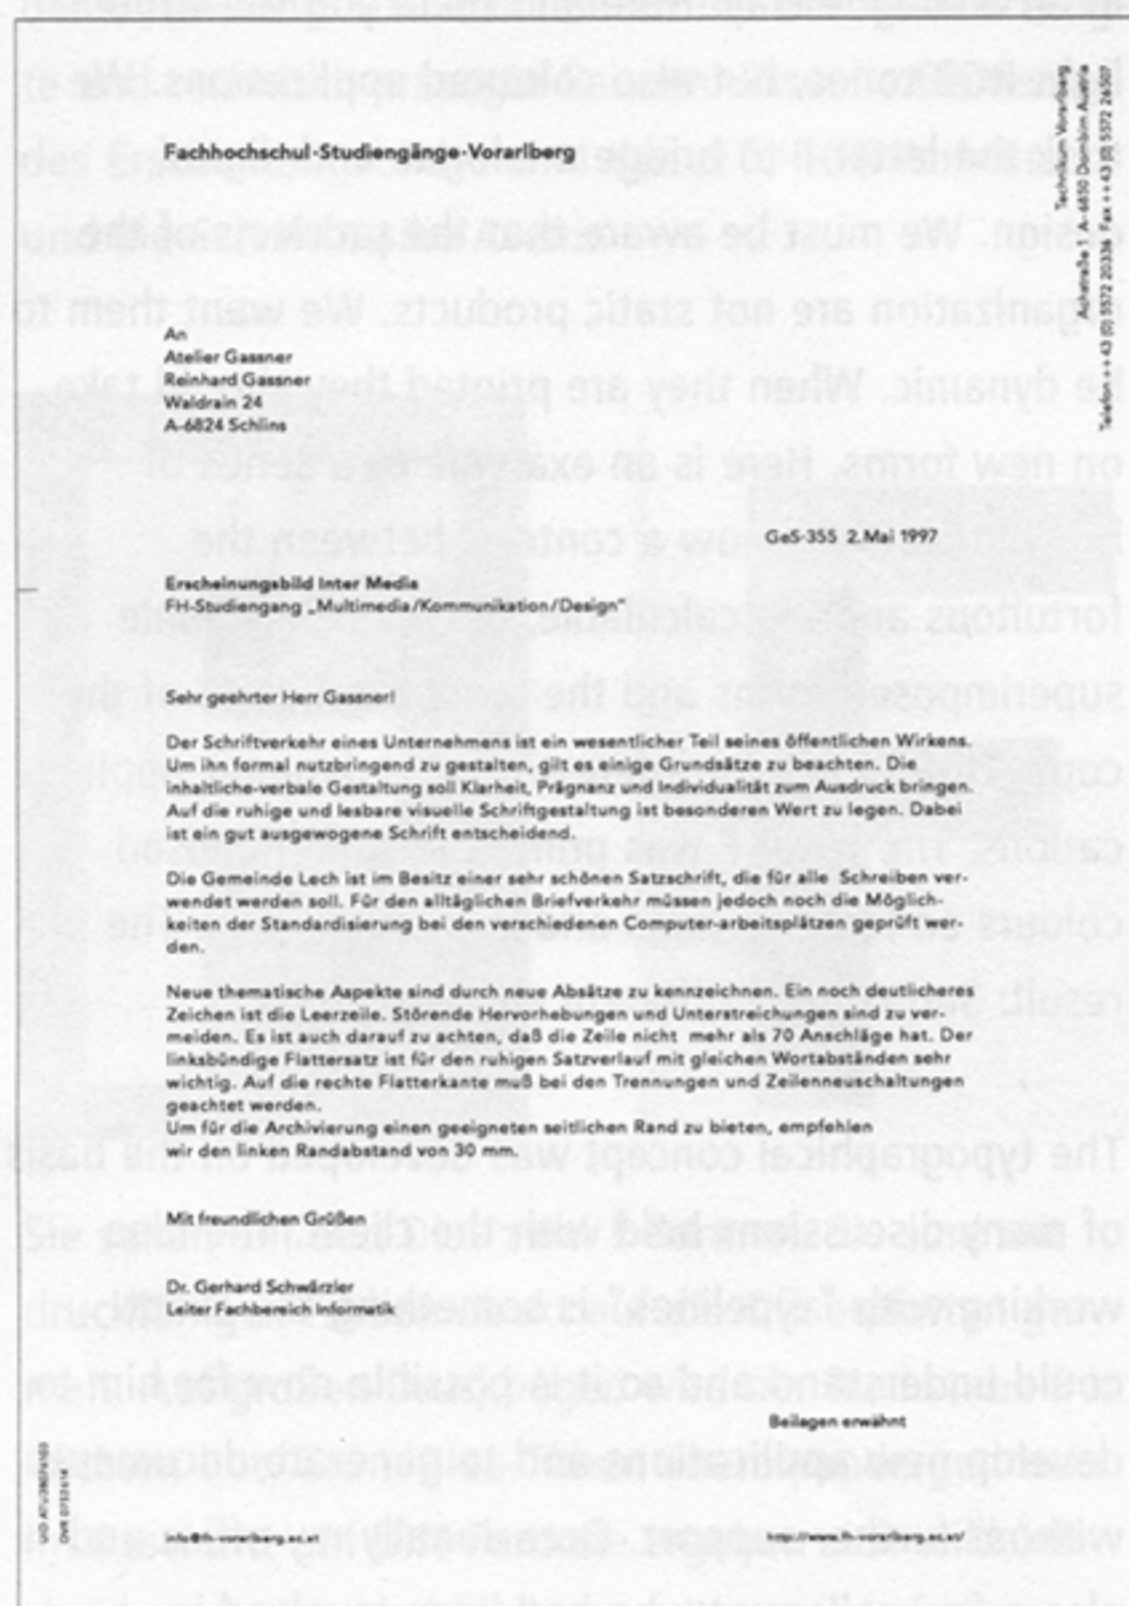 Fachhochschul-Studiengänge-Vorarlberg
Technikum Vorarlberg
Achstraße 1 A-6850 Dornbirn Austria
Telefon ++43 (0) 5572 20336 Fax ++43 (0) 5572 26507
An
Atelier Gassner
Reinhard Gassner
Waldrain 24
A-6824 Schlins
GeS-355 2.Mai 1997
Erscheinungsbild Inter Media
FH-Studiengang „Multimedia/Kommunikation/Design"
Sehr geehrter Herr Gassner!
Der Schriftverkehr eines Unternehmens ist ein wesentlicher Teil seines öffentlichen Wirkens.
Um ihn formal nutzbringend zu gestalten, gilt es einige Grundsätze zu beachten. Die
inhaltliche-verbale Gestaltung soll Klarheit, Prägnanz und Individualität zum Ausdruck bringen.
Auf die ruhige und lesbare visuelle Schriftgestaltung ist besonderen Wert zu legen. Dabei
ist ein gut ausgewogene Schrift entscheidend.
Die Gemeinde Lech ist im Besitz einer sehr schönen Satzschrift, die für alle Schreiben ver-
wendet werden soll. Für den alltäglichen Briefverkehr müssen jedoch noch die Möglich-
keiten der Standardisierung bei den verschiedenen Computer-arbeitsplätzen geprüft wer-
den.
Neue thematische Aspekte sind durch neue Absätze zu kennzeichnen. Ein noch deutlicheres
Zeichen ist die Leerzeile. Störende Hervorhebungen und Unterstreichungen sind zu ver-
meiden. Es ist auch darauf zu achten, daß die Zeile nicht mehr als 70 Anschläge hat. Der
linksbündige Flattersatz ist für den ruhigen Satzverlauf mit gleichen Wortabständen sehr
wichtig. Auf die rechte Flatterkante muß bei den Trennungen und Zeilenneuschaltungen
geachtet werden.
Um für die Archivierung einen geeigneten seitlichen Rand zu bieten, empfehlen
wir den linken Randabstand von 30 mm.
Mit freundlichen Grüßen
Dr. Gerhard Schwärzler
Leiter Fachbereich Informatik
Beilagen erwähnt
info@fh-vorarlberg.ac.at
http://www.fh-vorarlberg.ac.at/